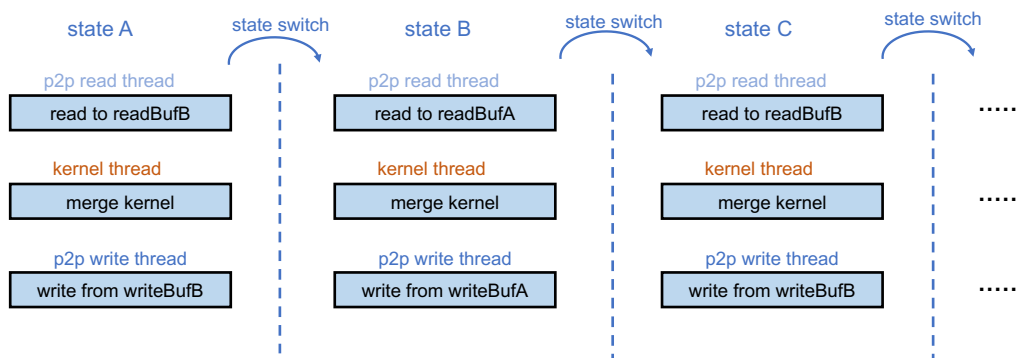 state A
state switch
state B
state switch
state C
state switch
p2p read thread
p2p read thread
p2p read thread
read to readBufB
read to readBufA
read to readBufB
.....
kernel thread
kernel thread
kernel thread
merge kernel
merge kernel
merge kernel
.....
p2p write thread
p2p write thread
p2p write thread
write from writeBufB
write from writeBufA
write from writeBufB
.....